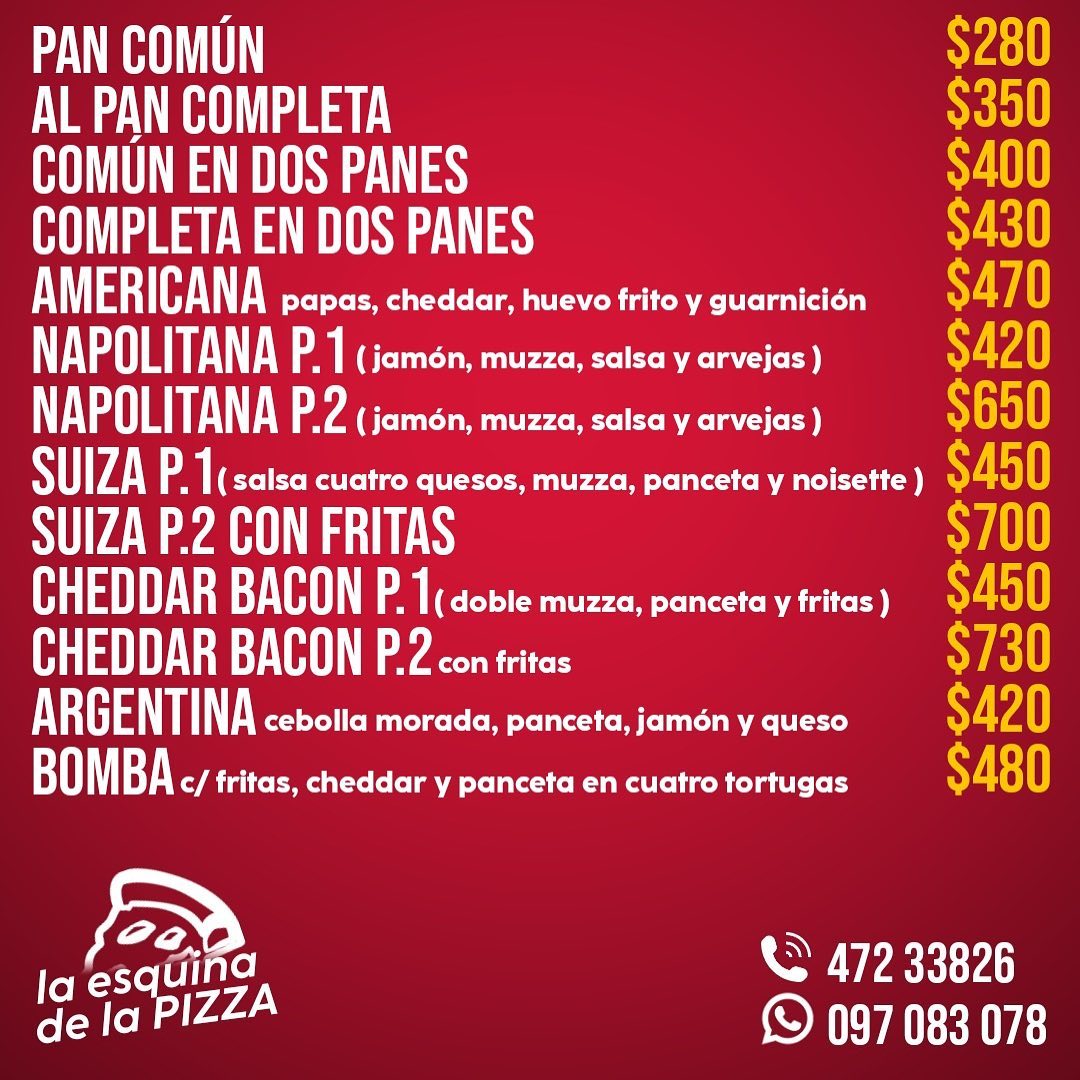 PAN COMÚN $280
AL PAN COMPLETA $350
COMÚN EN DOS PANES $400
COMPLETA EN DOS PANES $430
AMERICANA papas, cheddar, huevo frito y guarnición $470
NAPOLITANA P.1 ( jamón, muzza, salsa y arvejas ) $420
NAPOLITANA P.2 ( jamón, muzza, salsa y arvejas ) $650
SUIZA P.1 ( salsa cuatro quesos, muzza, panceta y noisette ) $450
SUIZA P.2 CON FRITAS $700
CHEDDAR BACON P.1 ( doble muzza, panceta y fritas ) $450
CHEDDAR BACON P.2 con fritas $730
ARGENTINA cebolla morada, panceta, jamón y queso $420
BOMBA c/ fritas, cheddar y panceta en cuatro tortugas $480
la esquina
de la PIZZA
472 33826
097 083 078